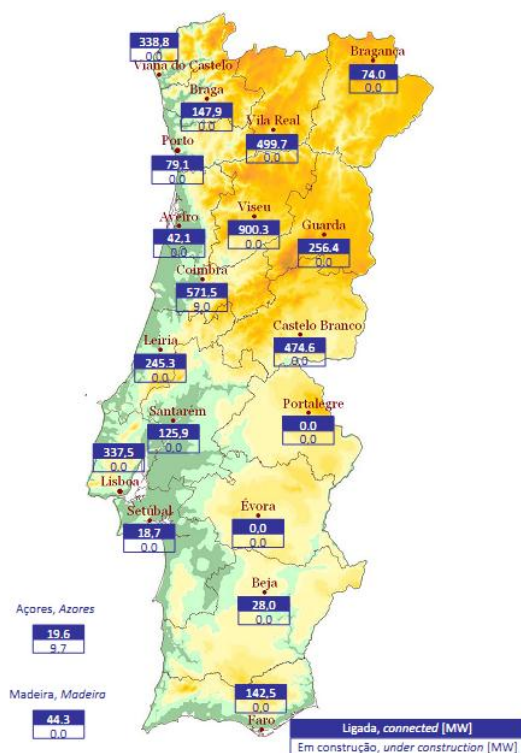 338,8
0.0
Viana do Castelo
Bragança
74.0
0.0
Braga
147,9
0.0
Vila Real
499.7
0.0
Porto
79,1
0.0
Viseu
900.3
0.0
Aveiro
42,1
0.0
Guarda
256.4
0.0
Coimbra
571,5
9.0
Castelo Branco
474.6
0.0
Leiria
245.3
0.0
Portalegre
0.0
0.0
Santarém
125,9
0.0
337,5
0.0
Lisboa
Setúbal
18,7
0.0
Évora
0,0
0.0
Beja
28,0
0.0
Açores, Azores
19.6
9.7
Madeira, Madeira
44.3
0.0
142,5
0.0
Faro
Ligada, connected [MW]
Em construção, under construction [MW]